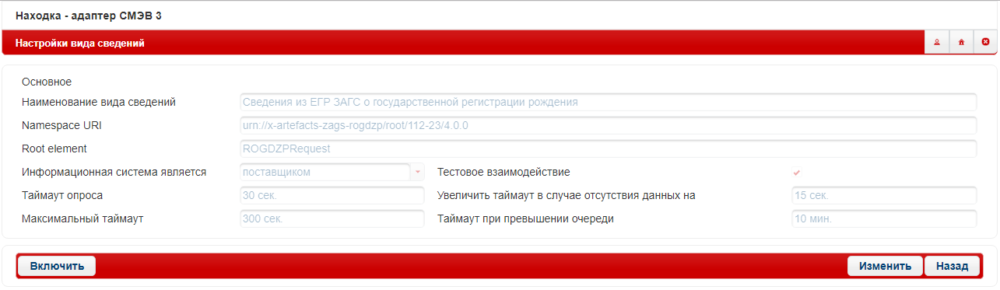 Находка - адаптер СМЭВ 3
Настройки вида сведений
Основное
Наименование вида сведений Сведения из ЕГР ЗАГС о государственной регистрации рождения
Namespace URI urn://x-artefacts-zags-rogdzp/root/112-23/4.0.0
Root element ROGDZPRequest
Информационная система является поставщиком Тестовое взаимодействие
Таймаут опроса 30 сек. Увеличить таймаут в случае отсутствия данных на 15 сек.
Максимальный таймаут 300 сек. Таймаут при превышении очереди 10 мин.
Включить Изменить Назад